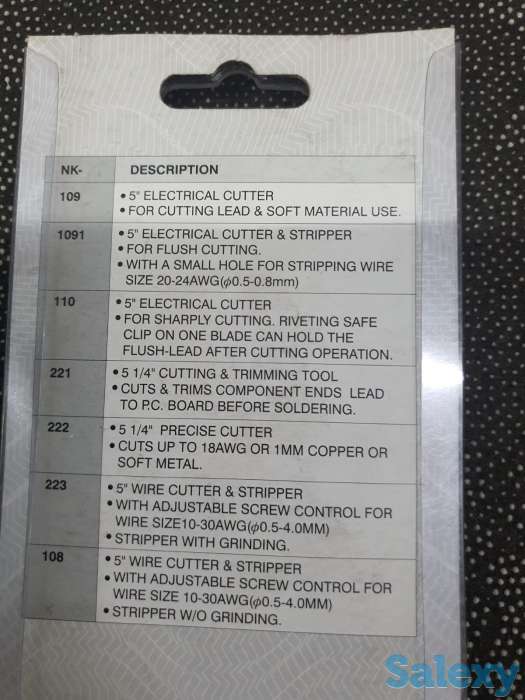 NK- DESCRIPTION
109 • 5" ELECTRICAL CUTTER
• FOR CUTTING LEAD & SOFT MATERIAL USE.
1091 • 5" ELECTRICAL CUTTER & STRIPPER
• FOR FLUSH CUTTING.
• WITH A SMALL HOLE FOR STRIPPING WIRE
SIZE 20-24AWG(φ0.5-0.8mm)
110 • 5" ELECTRICAL CUTTER
• FOR SHARPLY CUTTING. RIVETING SAFE
CLIP ON ONE BLADE CAN HOLD THE
FLUSH-LEAD AFTER CUTTING OPERATION.
221 • 5 1/4" CUTTING & TRIMMING TOOL
• CUTS & TRIMS COMPONENT ENDS LEAD
TO P.C. BOARD BEFORE SOLDERING.
222 • 5 1/4" PRECISE CUTTER
• CUTS UP TO 18AWG OR 1MM COPPER OR
SOFT METAL.
223 • 5" WIRE CUTTER & STRIPPER
• WITH ADJUSTABLE SCREW CONTROL FOR
WIRE SIZE10-30AWG(φ0.5-4.0MM)
• STRIPPER WITH GRINDING.
108 • 5" WIRE CUTTER & STRIPPER
• WITH ADJUSTABLE SCREW CONTROL FOR
WIRE SIZE 10-30AWG(φ0.5-4.0MM)
• STRIPPER W/O GRINDING.
Salexy